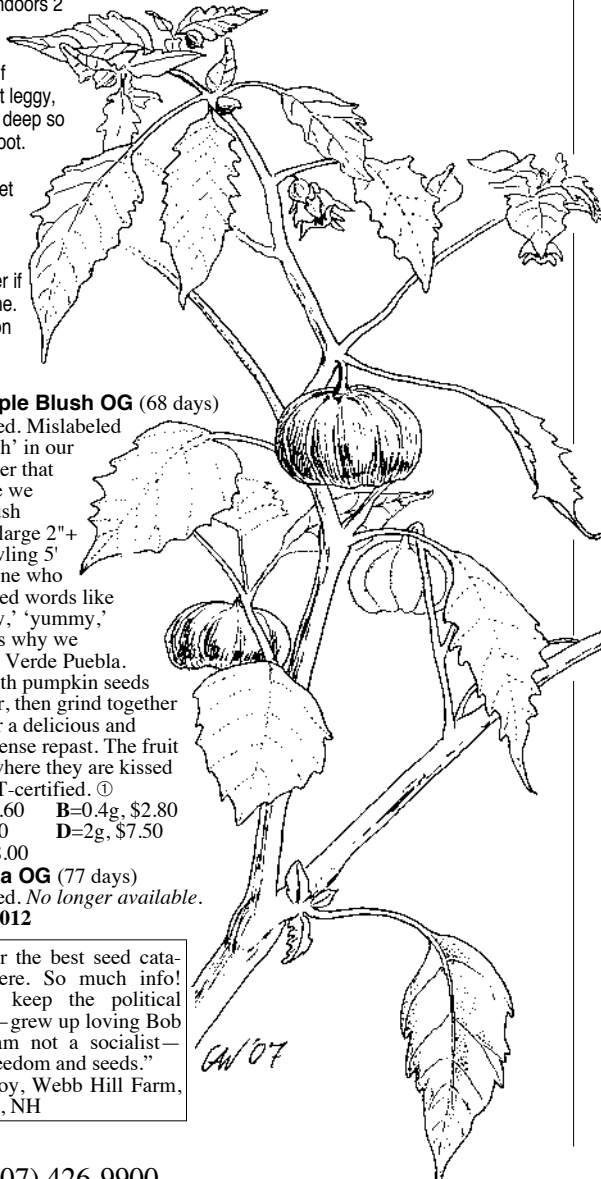 ndoors 2
f
t leggy,
deep so
oot.
et
er if
ne.
on
ple Blush OG (68 days)
ed. Mislabeled
h’ in our
er that
e we
ush
large 2"+
wling 5'
one who
ed words like
y,’ ‘yummy,’
s why we
Verde Puebla.
th pumpkin seeds
r, then grind together
r a delicious and
ense repast. The fruit
where they are kissed
T-certified. ①
.60 B=0.4g, $2.80
0 D=2g, $7.50
8.00
a OG (77 days)
ed. No longer available.
012
r the best seed cata-
ere. So much info!
keep the political
–grew up loving Bob
am not a socialist—
eedom and seeds.”
oy, Webb Hill Farm,
, NH
'07
07) 426-9900